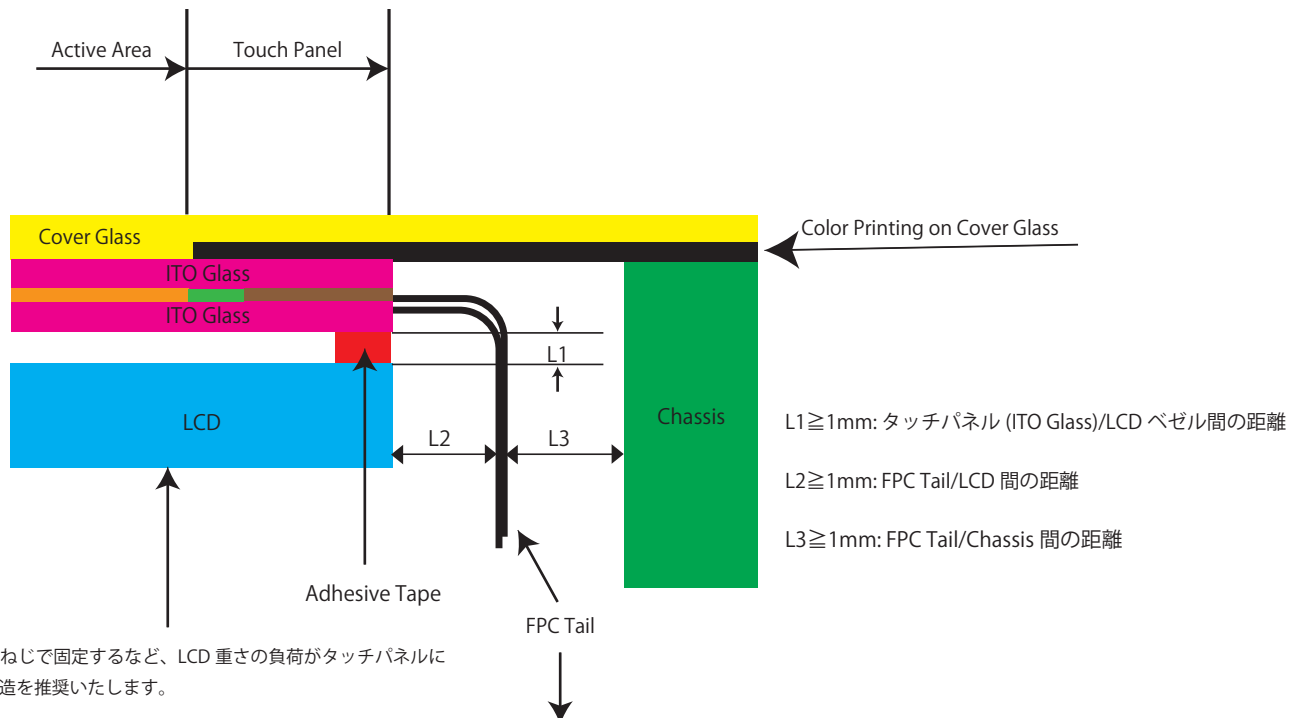 Active Area
Touch Panel
Cover Glass
Color Printing on Cover Glass
ITO Glass
ITO Glass
L1
LCD
L2
L3
Chassis
L1≧1mm: タッチパネル (ITO Glass)/LCD ベゼル間の距離
L2≧1mm: FPC Tail/LCD 間の距離
L3≧1mm: FPC Tail/Chassis 間の距離
Adhesive Tape
FPC Tail
ねじで固定するなど、LCD 重さの負荷がタッチパネルに
造を推奨いたします。